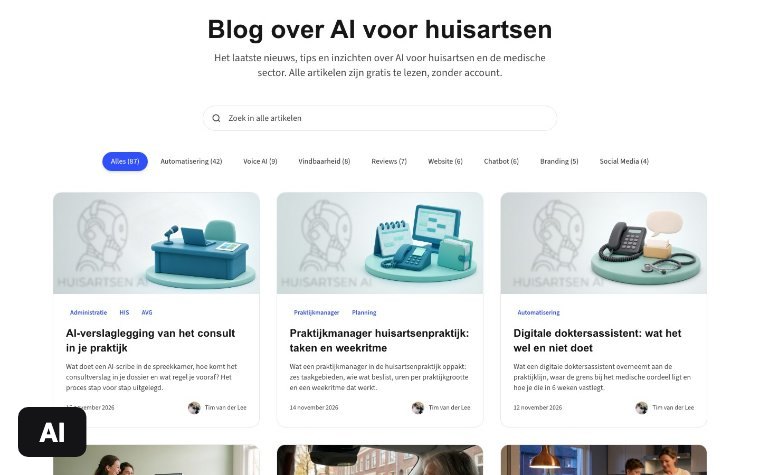 Blog over AI voor huisartsen
Het laatste nieuws, tips en inzichten over AI voor huisartsen en de medische
sector. Alle artikelen zijn gratis te lezen, zonder account.
Zoek in alle artikelen
Alles (87) Automatisering (42) Voice AI (9) Vindbaarheid (8) Reviews (7) Website (6) Chatbot (6) Branding (5) Social Media (4)
HUISARTSEN AI
Administratie HIS AVG
AI-verslaglegging van het consult
in je praktijk
Wat doet een AI-scribe in de spreekkamer, hoe komt het
consultverslag in je dossier en wat regel je vooraf? Het
proces stap voor stap uitgelegd.
november 2026 Tim van der Lee
HUISARTSEN AI
Praktijkmanager Planning
Praktijkmanager huisartsenpraktijk:
taken en weekritme
Wat een praktijkmanager in de huisartsenpraktijk oppakt:
zes taakgebieden, wie wat beslist, uren per praktijkgrootte
en een weekritme dat werkt.
14 november 2026 Tim van der Lee
HUISARTSEN AI
Automatisering
Digitale doktersassistent: wat het
wel en niet doet
Wat een digitale doktersassistent overneemt aan de
praktijklijn, waar de grens bij het medische oordeel ligt en
hoe je die in 6 weken vastlegt.
12 november 2026 Tim van der Lee
AI